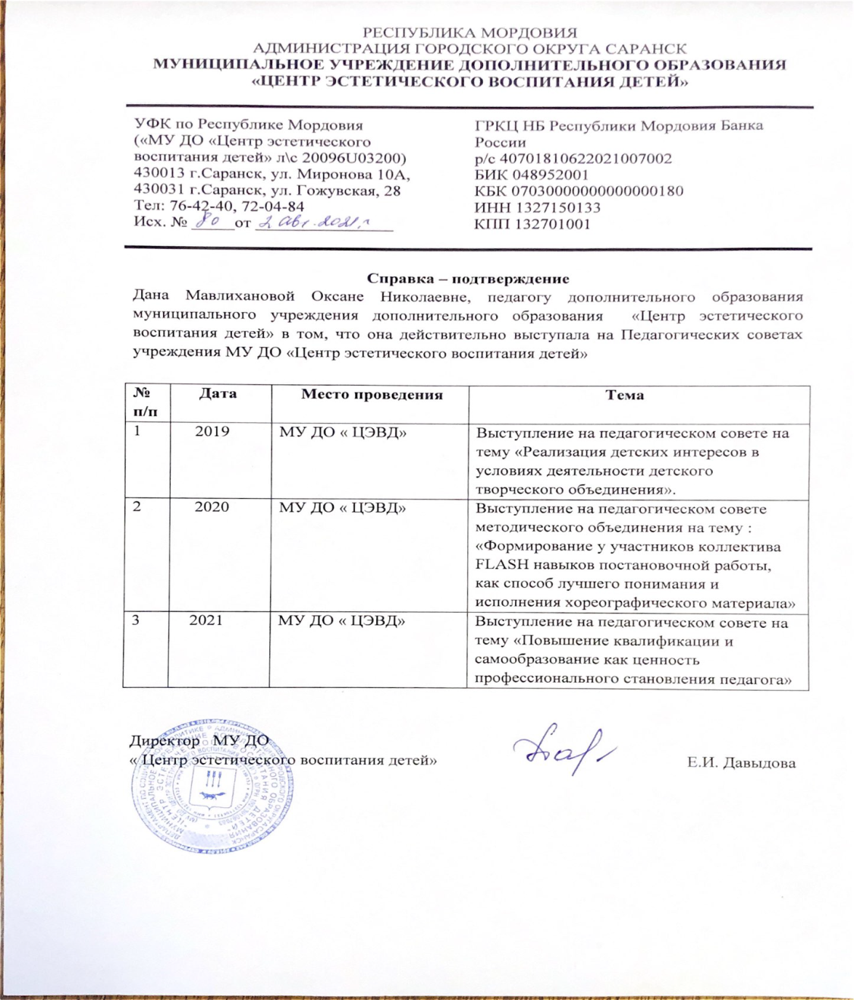 РЕСПУБЛИКА МОРДОВИЯ
АДМИНИСТРАЦИЯ ГОРОДСКОГО ОКРУГА САРАНСК
МУНИЦИПАЛЬНОЕ УЧРЕЖДЕНИЕ ДОПОЛНИТЕЛЬНОГО ОБРАЗОВАНИЯ
«ЦЕНТР ЭСТЕТИЧЕСКОГО ВОСПИТАНИЯ ДЕТЕЙ»
УФК по Республике Мордовия
(«МУ ДО «Центр эстетического
воспитания детей» л\с 20096U03200)
430013 г.Саранск, ул. Миронова 10А,
430031 г.Саранск, ул. Гожувская, 28
Тел: 76-42-40, 72-04-84
Исх. № 80 от 2 авг. 2021 г
ГРКЦ НБ Республики Мордовия Банка
России
р/с 40701810622021007002
БИК 048952001
КБК 07030000000000000180
ИНН 1327150133
КПП 132701001
Справка – подтверждение
Дана Мавлихановой Оксане Николаевне, педагогу дополнительного образования
муниципального учреждения дополнительного образования «Центр эстетического
воспитания детей» в том, что она действительно выступала на Педагогических советах
учреждения МУ ДО «Центр эстетического воспитания детей»
№ п/п Дата Место проведения Тема
1 2019 МУ ДО « ЦЭВД» Выступление на педагогическом совете на
тему «Реализация детских интересов в
условиях деятельности детского
творческого объединения».
2 2020 МУ ДО « ЦЭВД» Выступление на педагогическом совете
методического объединения на тему :
«Формирование у участников коллектива
FLASH навыков постановочной работы,
как способ лучшего понимания и
исполнения хореографического материала»
3 2021 МУ ДО « ЦЭВД» Выступление на педагогическом совете на
тему «Повышение квалификации и
самообразование как ценность
профессионального становления педагога»
Директор МУ ДО
« Центр эстетического воспитания детей» Е.И. Давыдова